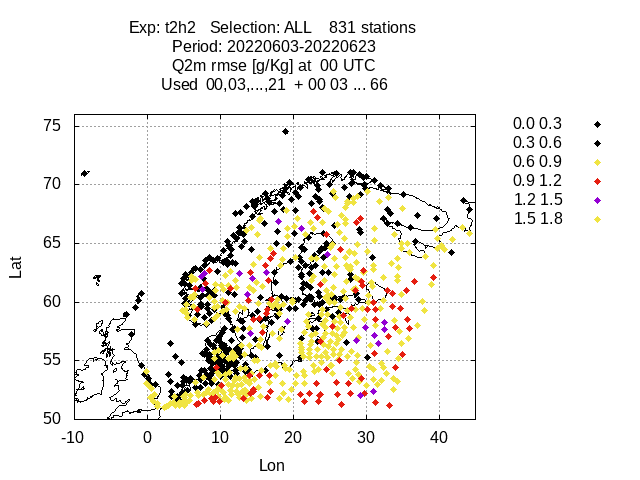 Exp: t2h2 Selection: ALL 831 stations
Period: 20220603-20220623
Q2m rmse [g/Kg] at 00 UTC
Used 00,03,...,21 + 00 03 ... 66
0.0 0.3
0.3 0.6
0.6 0.9
0.9 1.2
1.2 1.5
1.5 1.8
75
70
65
60
55
50
Lat
-10 0 10 20 30 40
Lon